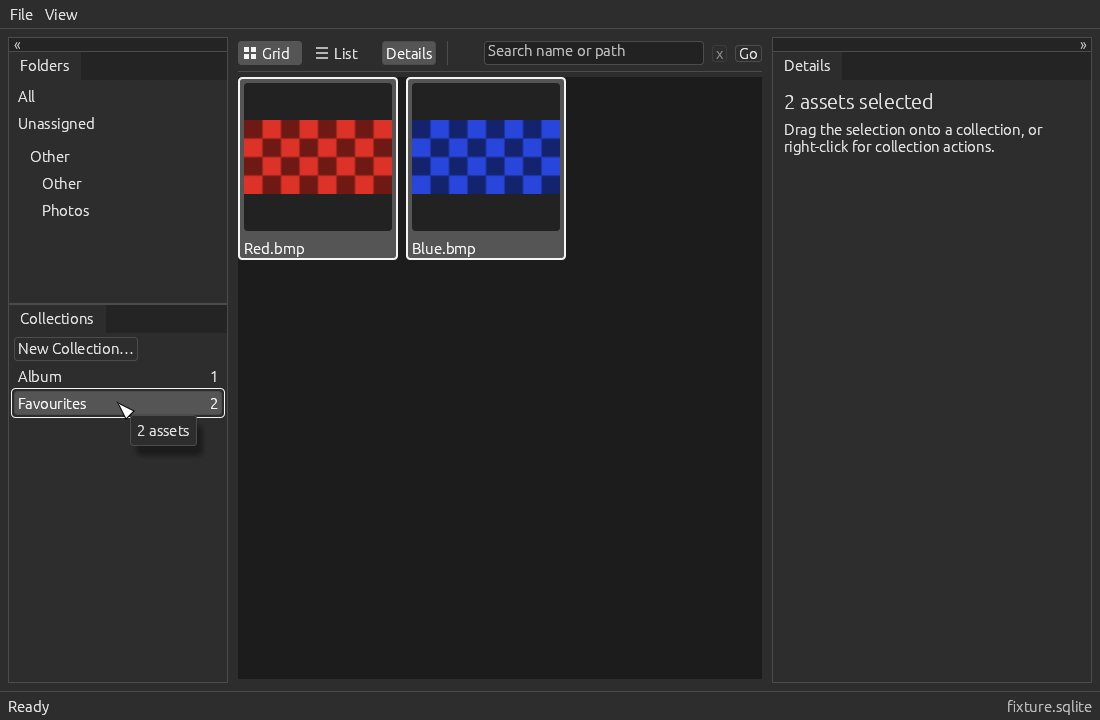 File View
«
Folders
All
Unassigned
Other
Other
Photos
Collections
New Collection...
Album 1
Favourites 2
2 assets
Grid List Details Search name or path x Go
Red.bmp
Blue.bmp
»
Details
2 assets selected
Drag the selection onto a collection, or
right-click for collection actions.
Ready
fixture.sqlite